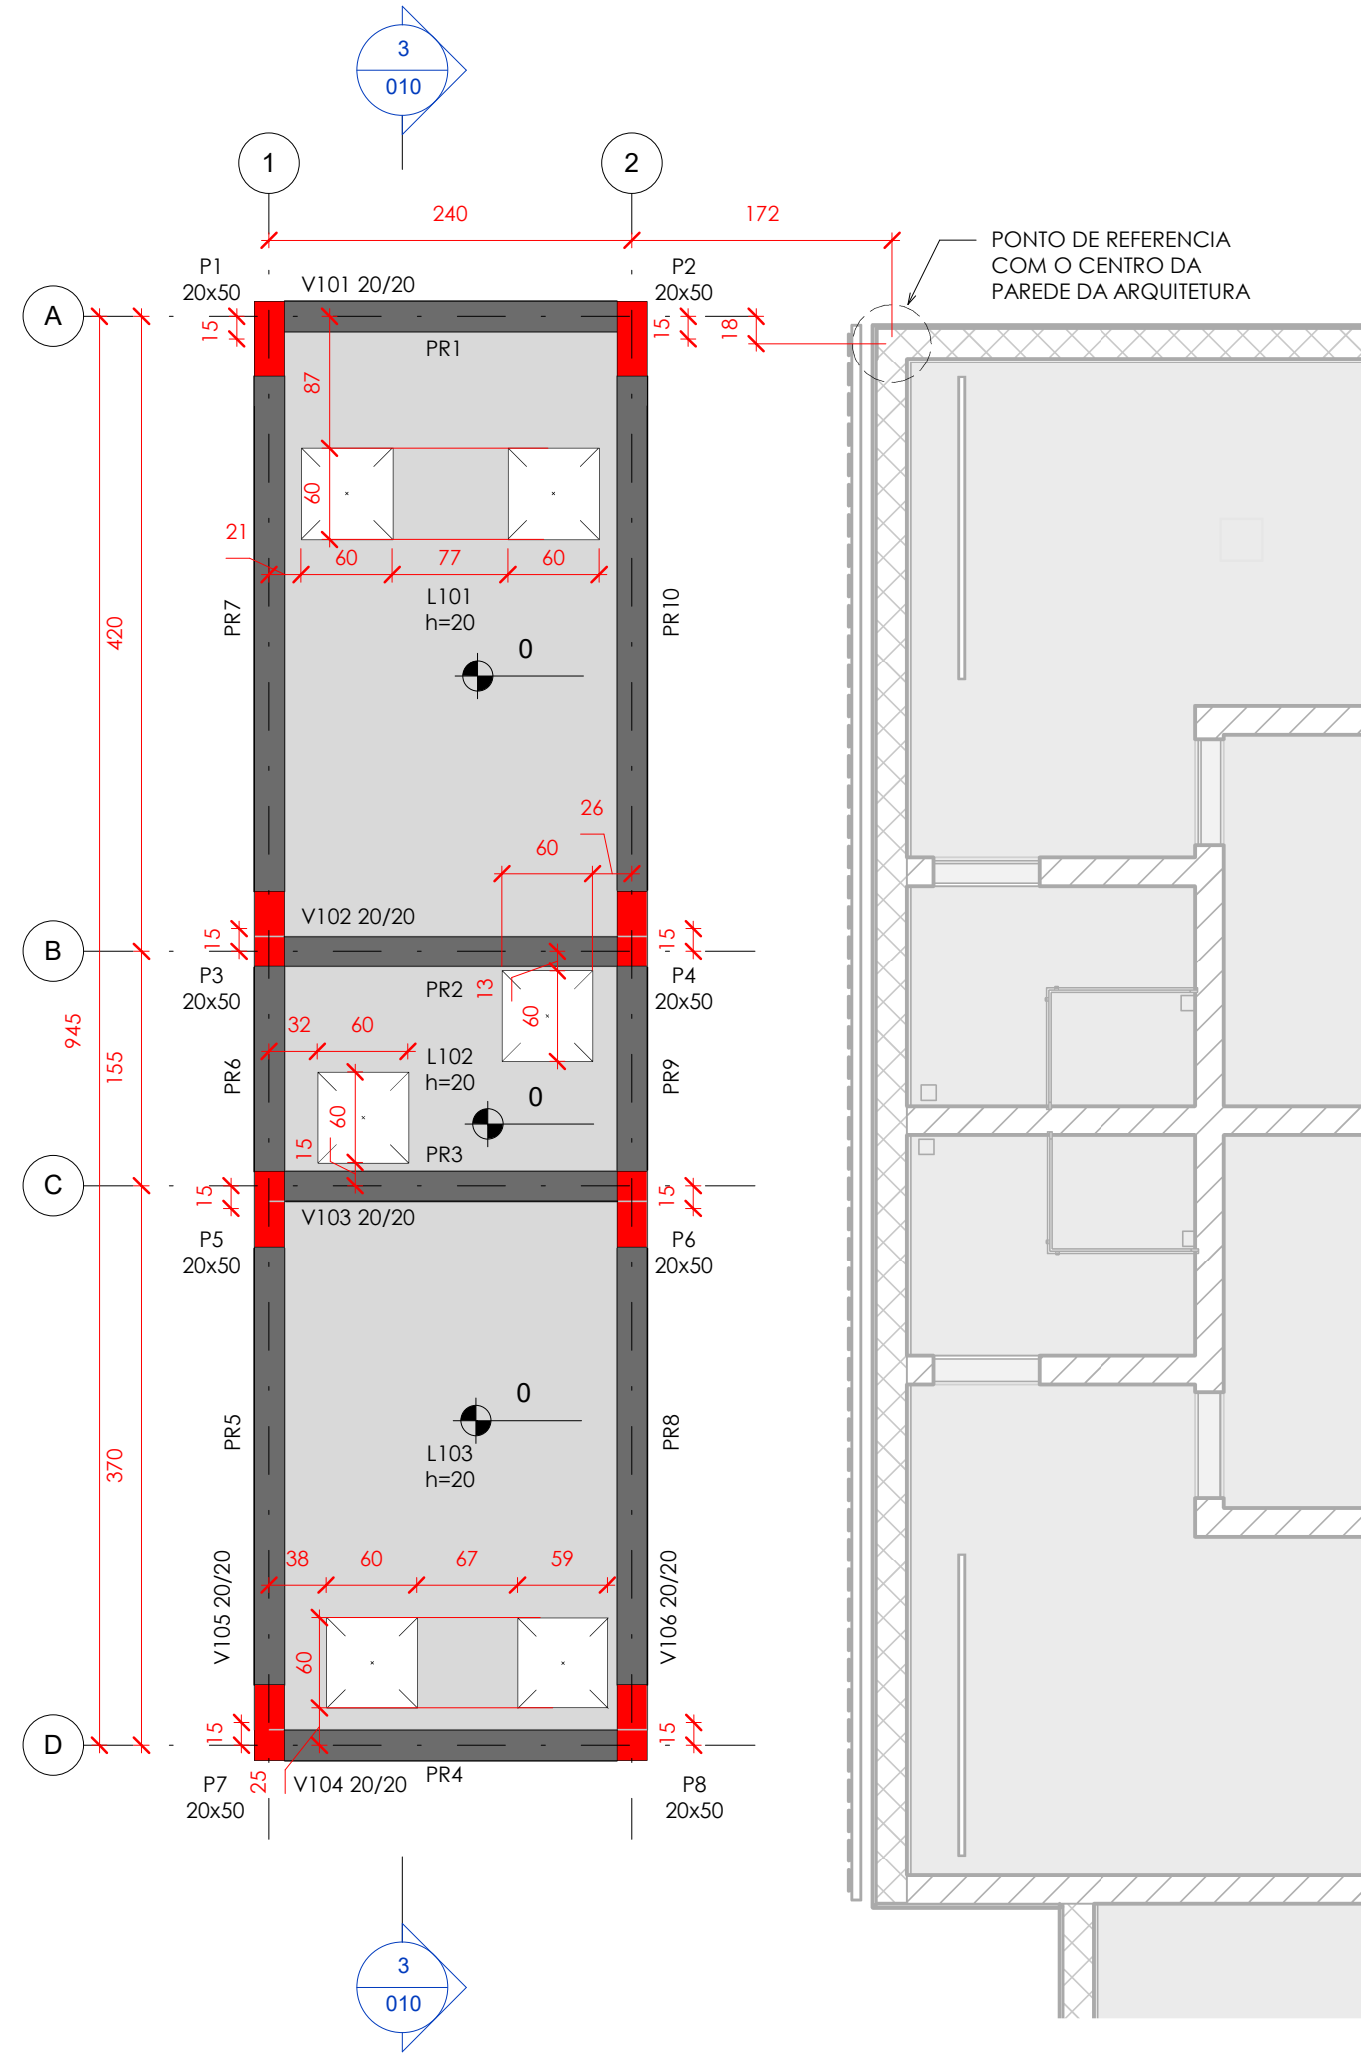 3
010
1
2
240
172
PONTO DE REFERENCIA
COM O CENTRO DA
PAREDE DA ARQUITETURA
P1
20x50
V101 20/20
P2
20x50
A
15
PR1
15
18
87
60
21
60
77
60
L101
h=20
PR7
PR10
420
0
26
60
V102 20/20
B
15
15
P3
20x50
PR2
13
60
P4
20x50
945
155
32
60
PR6
L102
h=20
PR9
0
60
15
PR3
C
15
15
V103 20/20
P5
20x50
P6
20x50
0
PR5
L103
h=20
PR8
370
38
60
67
59
V105 20/20
V106 20/20
60
D
15
15
P7
20x50
25
V104 20/20
PR4
P8
20x50
3
010